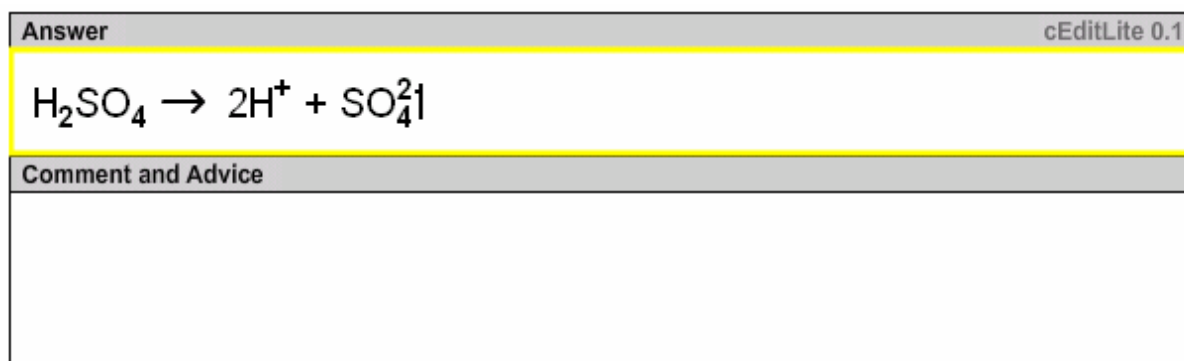 Answer cEditLite 0.1
H₂SO₄ → 2H⁺ + SO₄²⁻
Comment and Advice